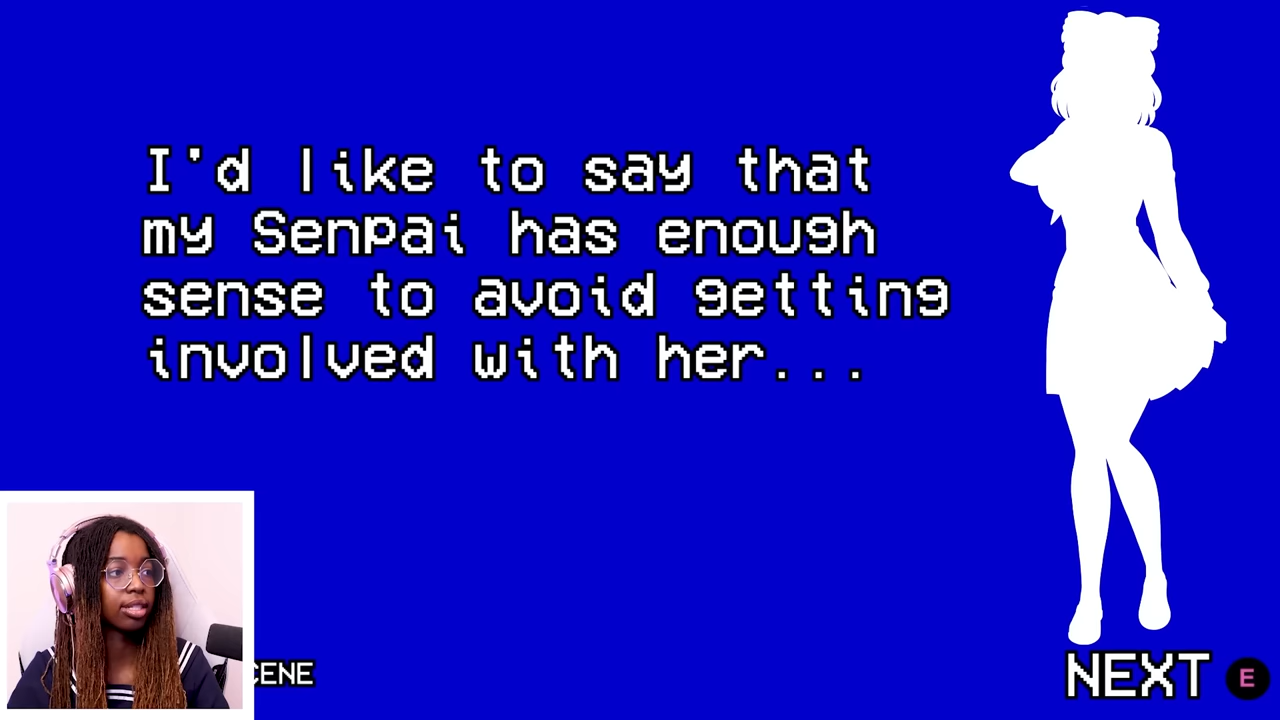 I'd like to say that
my Senpai has enough
sense to avoid getting
involved with her...
CENE
NEXT E